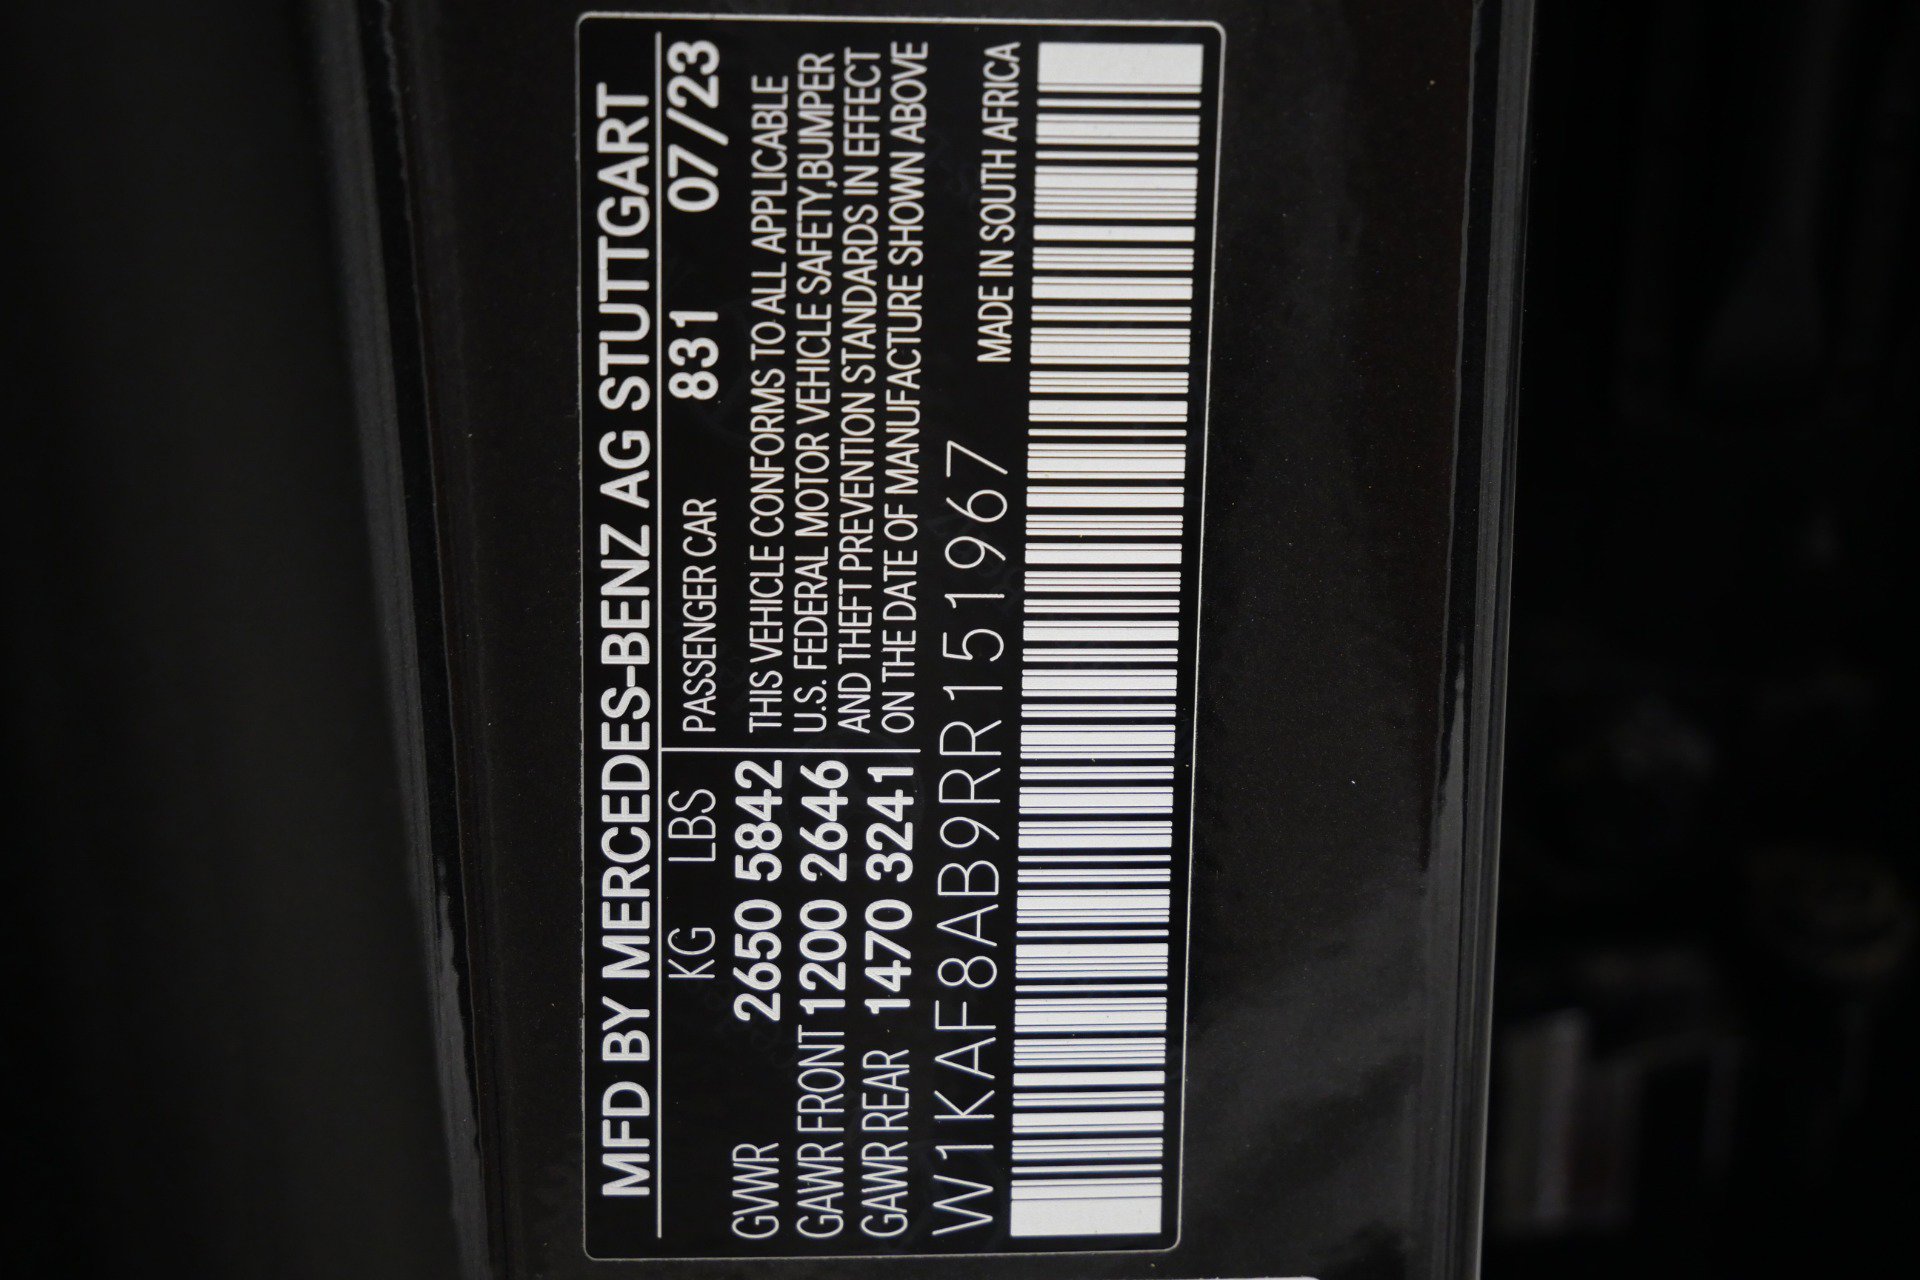 MFD BY MERCEDES-BENZ AG STUTTGART
KG LBS
GVWR 2650 5842
GAWR FRONT 1200 2646
GAWR REAR 1470 3241
PASSENGER CAR 831 07/23
THIS VEHICLE CONFORMS TO ALL APPLICABLE
U.S. FEDERAL MOTOR VEHICLE SAFETY,BUMPER
AND THEFT PREVENTION STANDARDS IN EFFECT
ON THE DATE OF MANUFACTURE SHOWN ABOVE
W1KAF8AB9RR151967
MADE IN SOUTH AFRICA